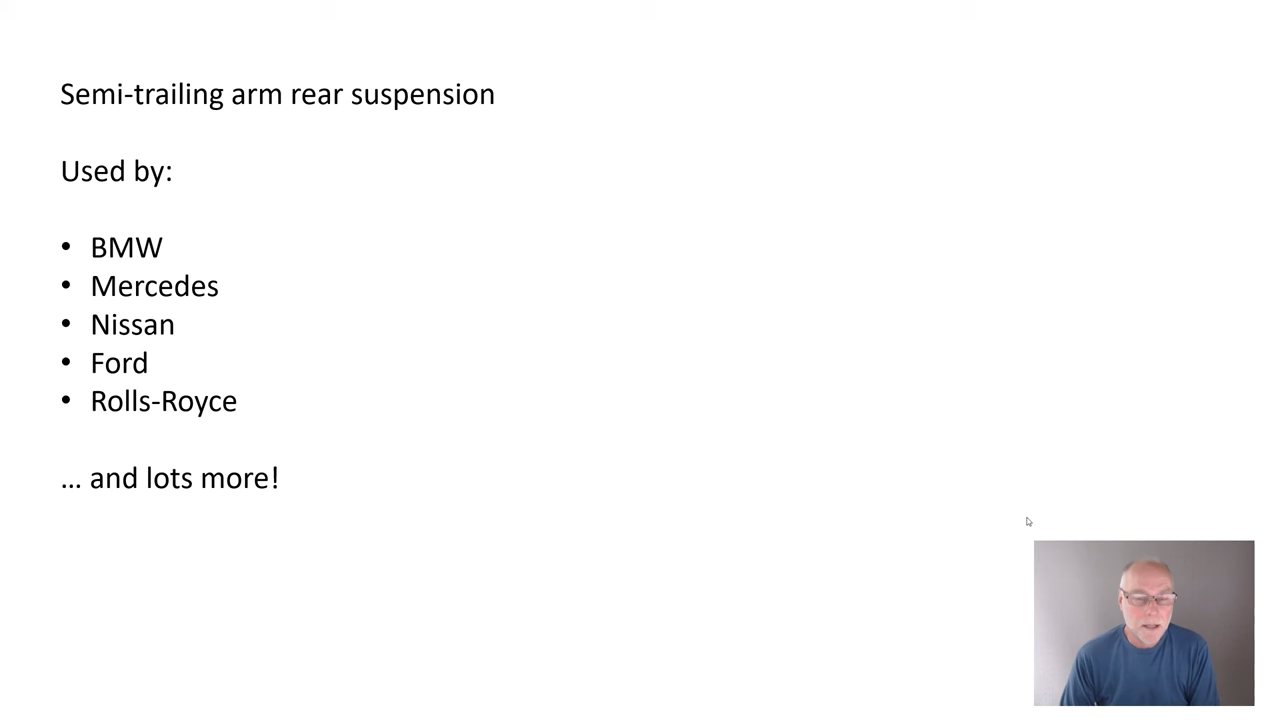 Semi-trailing arm rear suspension
Used by:
• BMW
• Mercedes
• Nissan
• Ford
• Rolls-Royce
... and lots more!